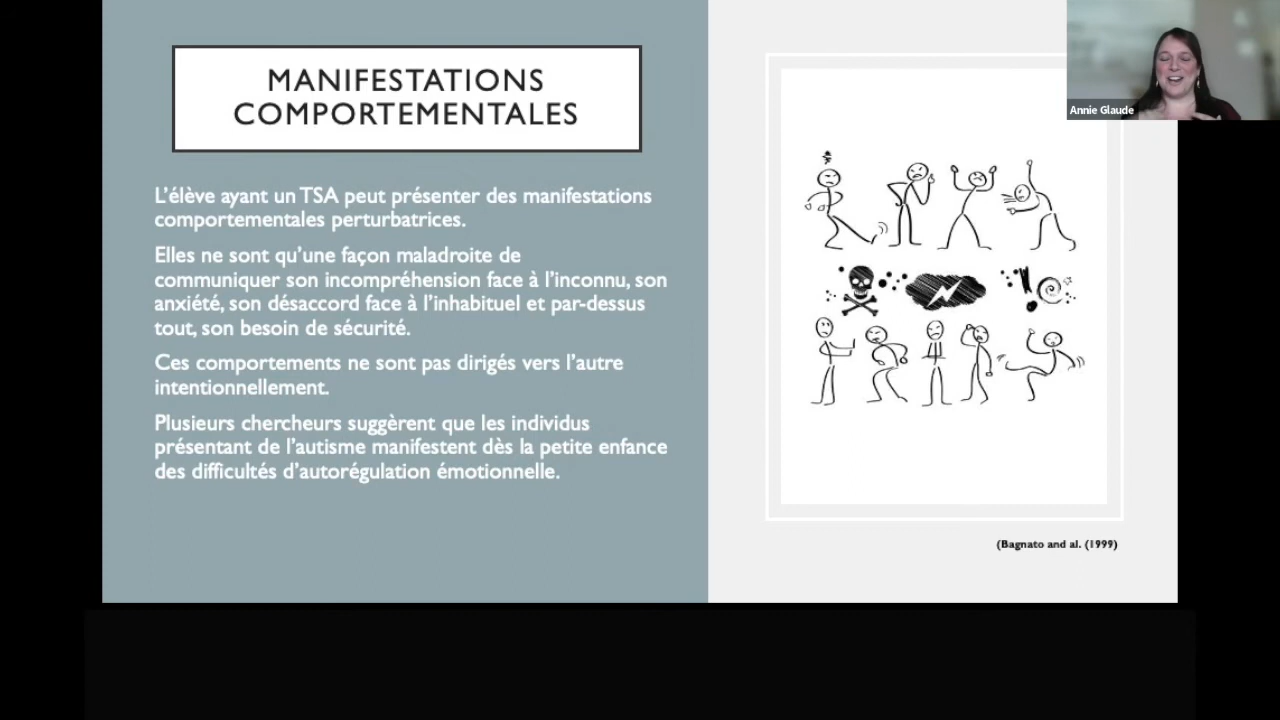 MANIFESTATIONS
COMPORTEMENTALES
L'élève ayant un TSA peut présenter des manifestations
comportementales perturbatrices.
Elles ne sont qu'une façon maladroite de
communiquer son incompréhension face à l'inconnu, son
anxiété, son désaccord face à l'inhabituel et par-dessus
tout, son besoin de sécurité.
Ces comportements ne sont pas dirigés vers l'autre
intentionnellement.
Plusieurs chercheurs suggèrent que les individus
présentant de l'autisme manifestent dès la petite enfance
des difficultés d'autorégulation émotionnelle.
Annie Glaude
(Bagnato and al. (1999)